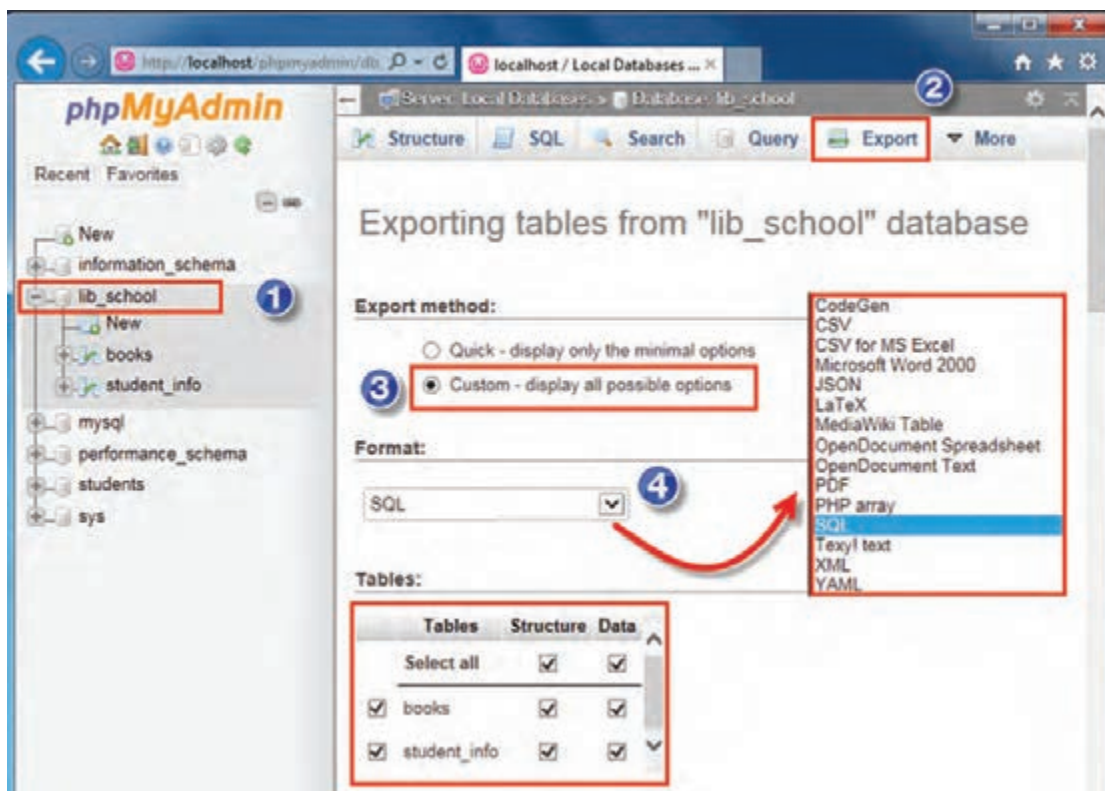 http://localhost/phpmyadmin/db
localhost / Local Databases ...
phpMyAdmin
Recent Favorites
New
information_schema
lib_school
New
books
student_info
mysql
performance_schema
students
sys
1
Server: Local Databases » Database: lib_school
2
Structure SQL Search Query Export More
Exporting tables from "lib_school" database
Export method:
Quick - display only the minimal options
3
Custom - display all possible options
Format:
SQL
4
CodeGen
CSV
CSV for MS Excel
Microsoft Word 2000
JSON
LaTeX
MediaWiki Table
OpenDocument Spreadsheet
OpenDocument Text
PDF
PHP array
SQL
Texy! text
XML
YAML
Tables:
Tables Structure Data
Select all
books
student_info